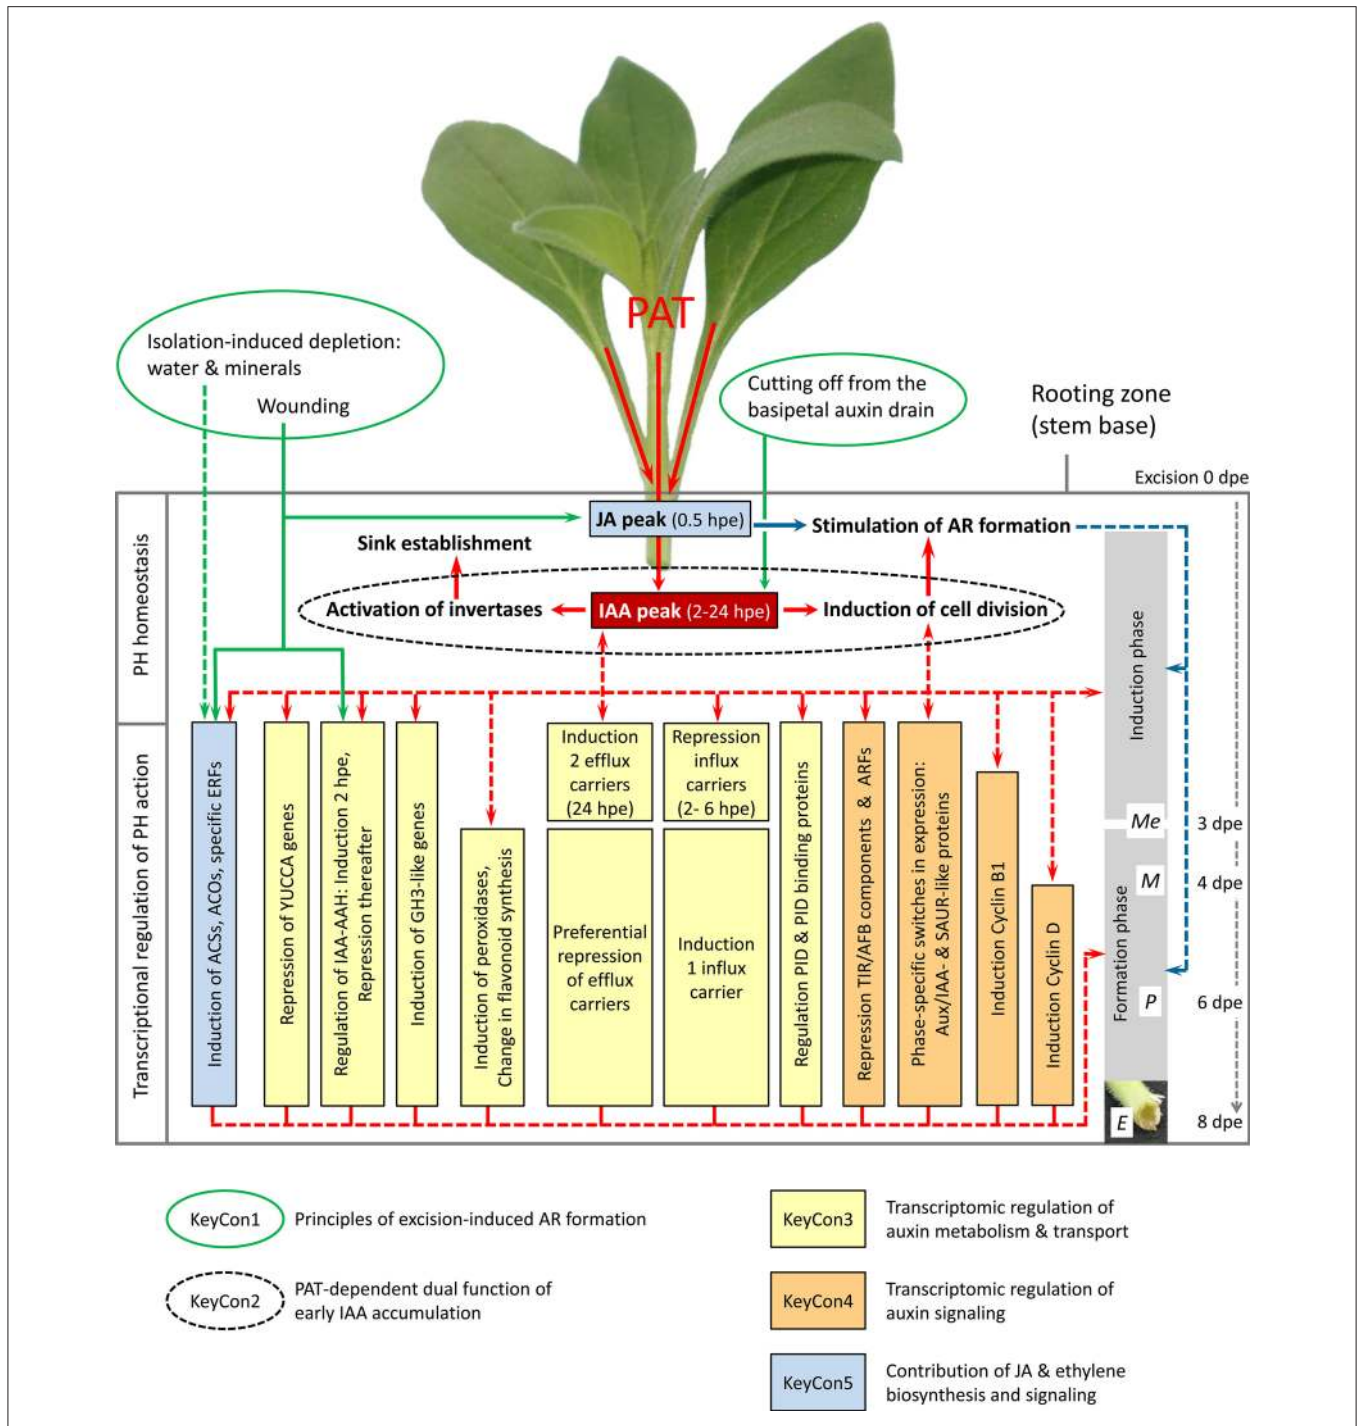 PAT
Isolation-induced depletion:
water & minerals
Wounding
Cutting off from the
basipetal auxin drain
Rooting zone
(stem base)
Excision 0 dpe
PH homeostasis
JA peak (0.5 hpe)
Stimulation of AR formation
Sink establishment
Activation of invertases
IAA peak (2-24 hpe)
Induction of cell division
Induction phase
Transcriptional regulation of PH action
Induction of ACSs, ACOs, specific ERFs
Repression of YUCCA genes
Regulation of IAA-AAH: Induction 2 hpe,
Repression thereafter
Induction of GH3-like genes
Induction of peroxidases,
Change in flavonoid synthesis
Induction
2 efflux
carriers
(24 hpe)
Preferential
repression
of efflux
carriers
Repression
influx
carriers
(2- 6 hpe)
Induction
1 influx
carrier
Regulation PID & PID binding proteins
Repression TIR/AFB components & ARFs
Phase-specific switches in expression:
Aux/IAA- & SAUR-like proteins
Induction Cyclin B1
Induction Cyclin D
Formation phase
Me
3 dpe
M
4 dpe
P
6 dpe
E
8 dpe
KeyCon1
Principles of excision-induced AR formation
KeyCon2
PAT-dependent dual function of
early IAA accumulation
KeyCon3
Transcriptomic regulation of
auxin metabolism & transport
KeyCon4
Transcriptomic regulation of
auxin signaling
KeyCon5
Contribution of JA & ethylene
biosynthesis and signaling